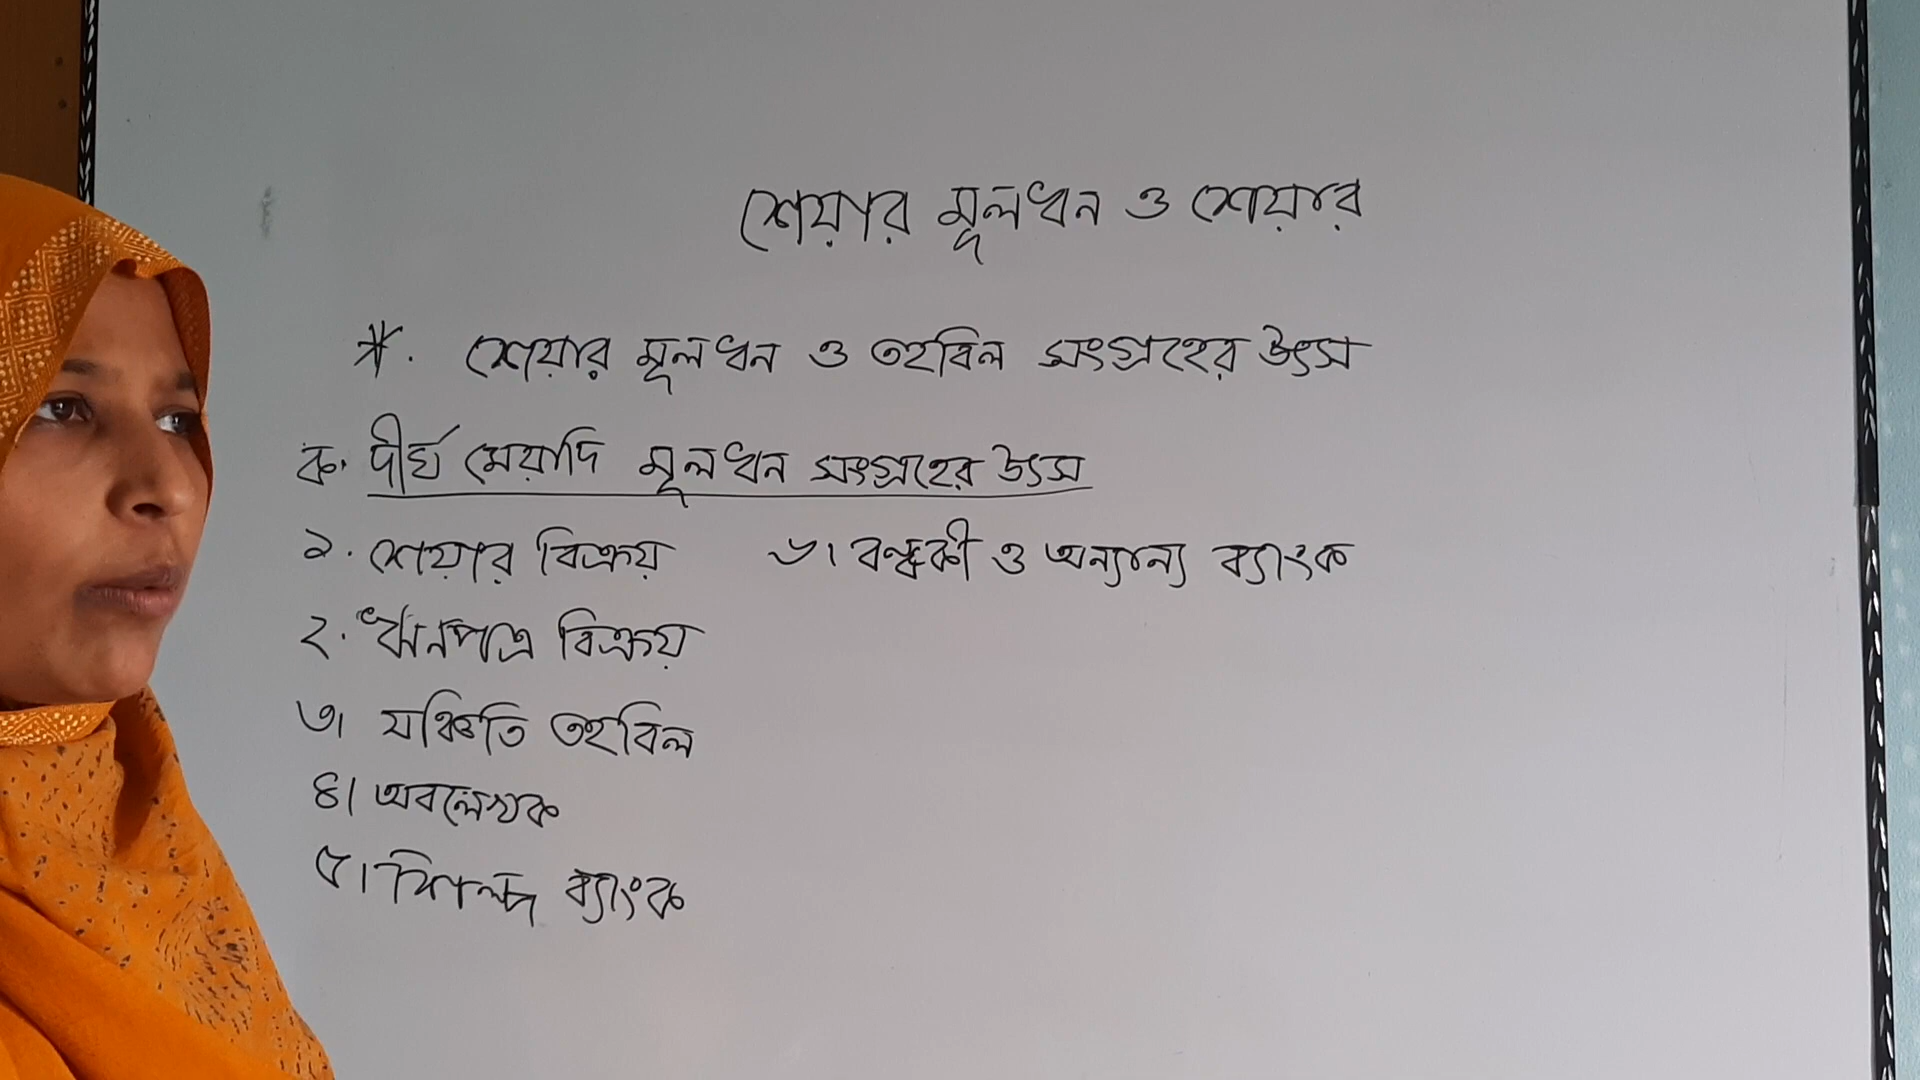 শেয়ার মূলধন ও শেয়ার
*. শেয়ার মূলধন ও তহবিল সংগ্রহের উৎস
ক. দীর্ঘ মেয়াদি মূলধন সংগ্রহের উৎস
১. শেয়ার বিক্রয়
২. ঋনপত্র বিক্রয়
৩। সঞ্চিতি তহবিল
৪। অবলেখক
৫। শিল্প ব্যাংক
৬। বন্ধকী ও অন্যান্য ব্যাংক